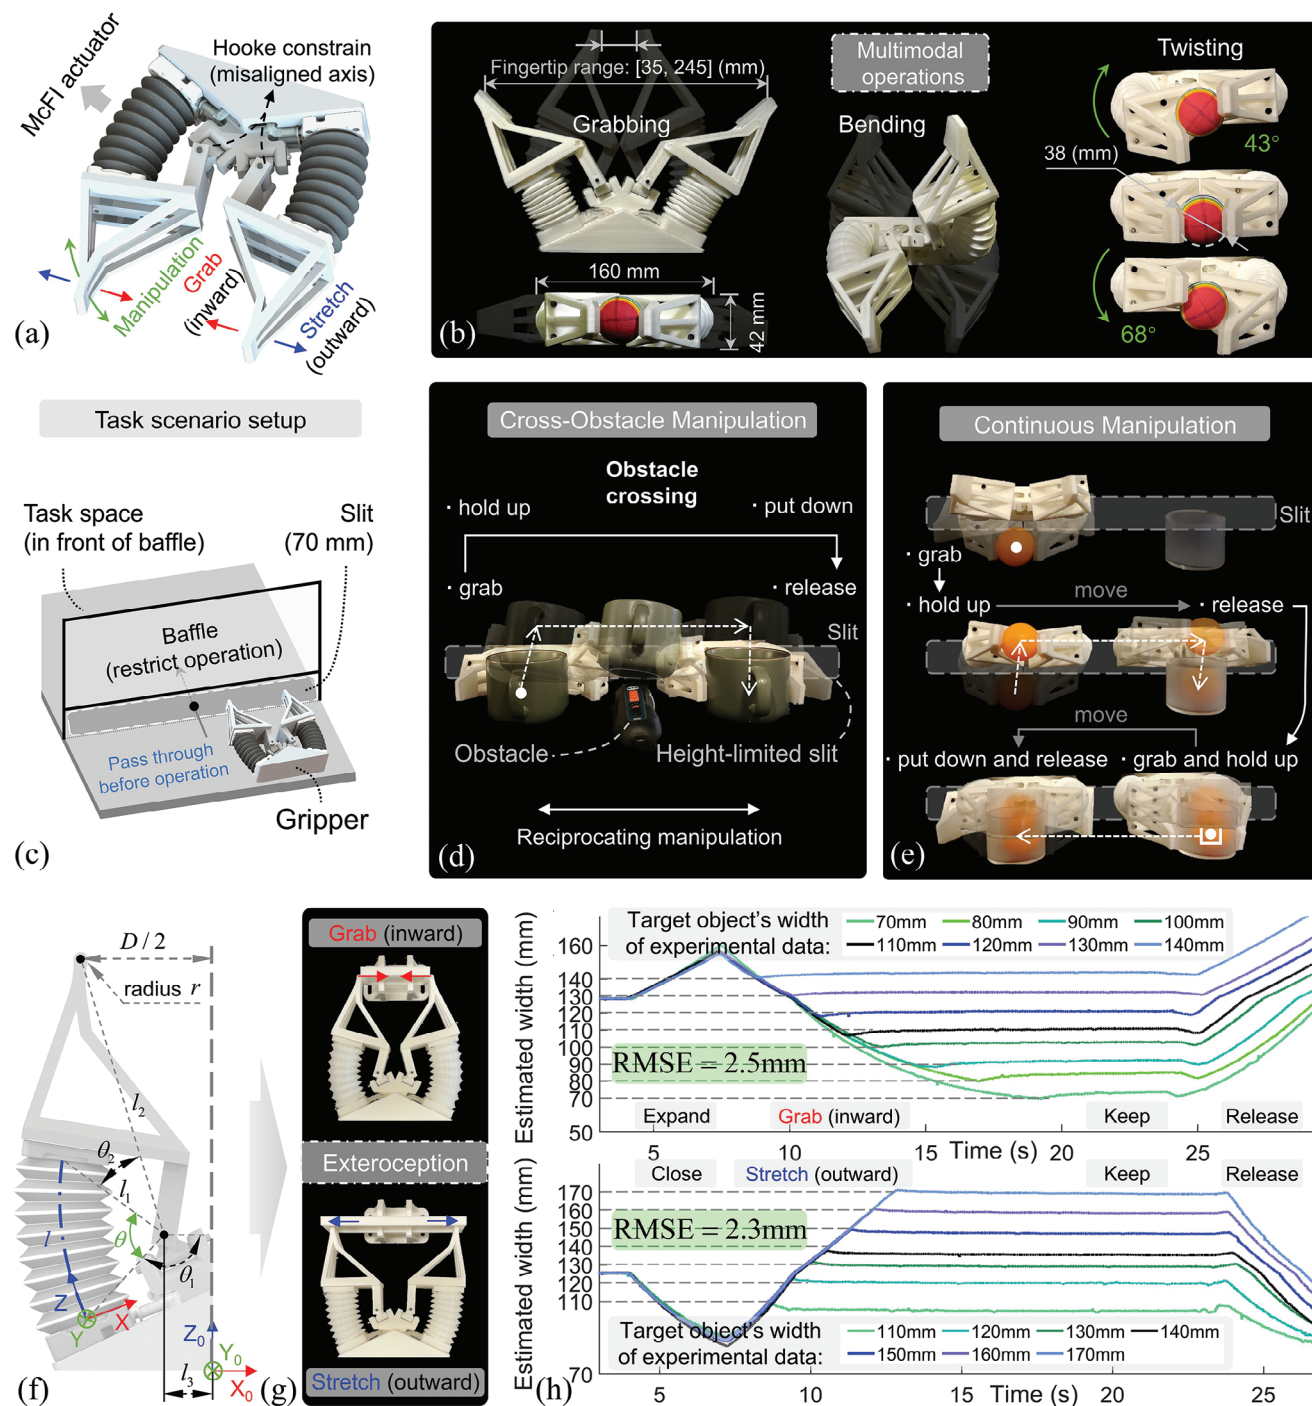 (a)
McFI actuator
Hooke constrain
(misaligned axis)
Manipulation
Grab
(inward)
Stretch
(outward)
(b)
Fingertip range: [35, 245] (mm)
Grabbing
160 mm
42 mm
Multimodal
operations
Bending
Twisting
43°
38 (mm)
68°
Task scenario setup
Task space
(in front of baffle)
Slit
(70 mm)
Baffle
(restrict operation)
Pass through
before operation
Gripper
(c)
Cross-Obstacle Manipulation
Obstacle
crossing
· hold up
· put down
· grab
· release
Slit
Obstacle
Height-limited slit
Reciprocating manipulation
(d)
Continuous Manipulation
Slit
· grab
move
· hold up
· release
move
· put down and release
· grab and hold up
(e)
D / 2
radius r
l2
θ2
l1
l
θ
θ1
Z
Y
X
Z0
Y0
X0
l3
(f)
Grab (inward)
Exteroception
Stretch (outward)
(g)
Estimated width (mm)
160
140
130
120
110
100
90
80
70
50
Target object's width
of experimental data:
70mm
80mm
90mm
100mm
110mm
120mm
130mm
140mm
RMSE = 2.5mm
Expand
Grab (inward)
Keep
Release
5
10
15
20
25
Time (s)
Estimated width (mm)
170
160
150
140
130
120
110
70
Close
Stretch (outward)
Keep
Release
RMSE = 2.3mm
Target object's width
of experimental data:
110mm
120mm
130mm
140mm
150mm
160mm
170mm
5
10
15
20
25
Time (s)
(h)